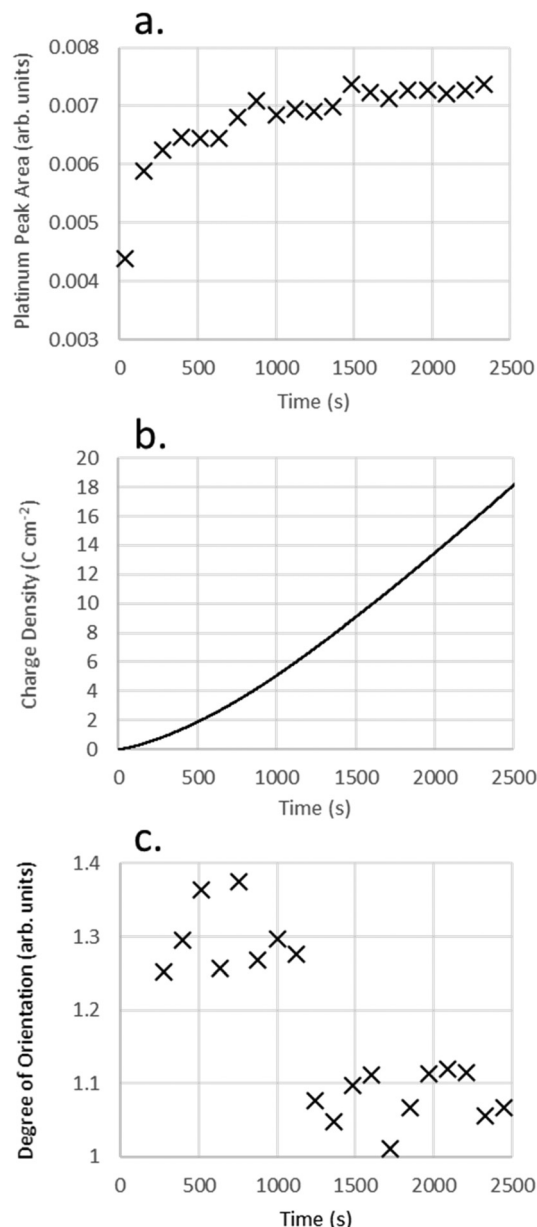 a.
Platinum Peak Area (arb. units)
0.008
0.007
0.006
0.005
0.004
0.003
0 500 1000 1500 2000 2500
Time (s)
b.
Charge Density (C cm-2)
20
18
16
14
12
10
8
6
4
2
0
0 500 1000 1500 2000 2500
Time (s)
c.
Degree of Orientation (arb. units)
1.4
1.3
1.2
1.1
1
0 500 1000 1500 2000 2500
Time (s)